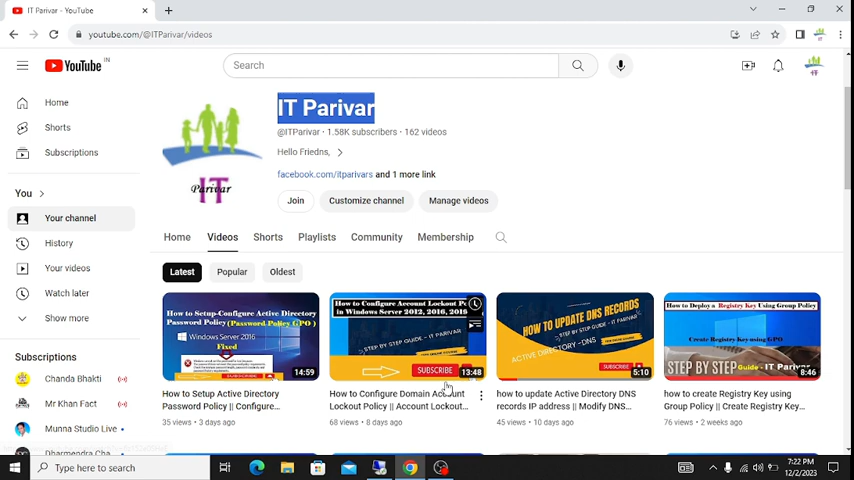 IT Parivar
youtube.com/@ITParivar/videos
YouTube IN
Search
Home
Shorts
Subscriptions
You
Your channel
History
Your videos
Watch later
Show more
Subscriptions
Chanda Bhakti
Mr Khan Fact
Munna Studio Live
Dharmendra Cha...
IT
Parivar
IT Parivar
@ITParivar · 1.58K subscribers · 162 videos
Hello Friedns,
facebook.com/itparivars and 1 more link
Join Customize channel Manage videos
Home Videos Shorts Playlists Community Membership
Latest Popular Oldest
How to Setup-Configure Active Directory
Password Policy (Password Policy GPO )
Windows Server 2016
Fixed
14:59
How to Setup Active Directory
Password Policy || Configure...
35 views · 3 days ago
How to Configure Account Lockout Po
in Windows Server 2012, 2016, 2019
STEP BY STEP GUIDE - IT PARIVAR
SUBSCRIBE
13:48
How to Configure Domain Account
Lockout Policy || Account Lockout...
68 views · 8 days ago
HOW TO UPDATE DNS RECORDS
STEP BY STEP GUIDE - IT PARIVAR
ACTIVE DIRECTORY -DNS
5:10
how to update Active Directory DNS
records IP address || Modify DNS...
45 views · 10 days ago
How to Deploy a Registry Key Using Group Policy
Create Registry Key using GPO
STEP BY STEP Guide - IT PARIVAR
8:46
how to create Registry Key using
Group Policy || Create Registry Key...
76 views · 2 weeks ago
Type here to search
7:22 PM
12/2/2023